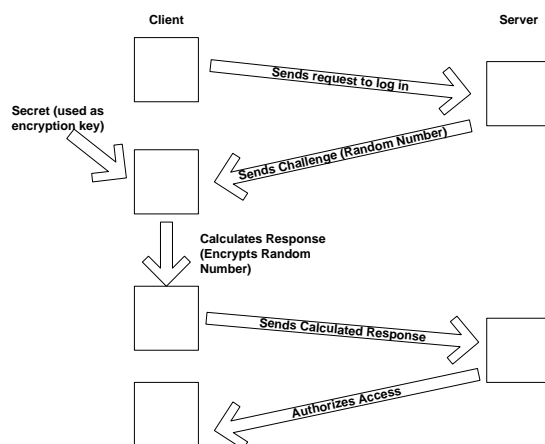 Client
Server
Sends request to log in
Secret (used as
encryption key)
Sends Challenge (Random Number)
Calculates Response
(Encrypts Random
Number)
Sends Calculated Response
Authorizes Access